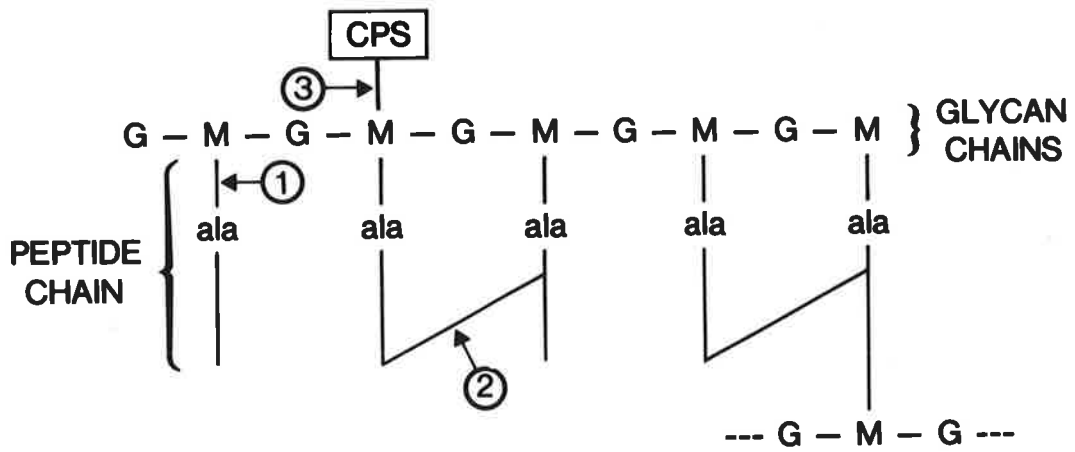 CPS
③
G – M – G – M – G – M – G – M – G – M
GLYCAN
CHAINS
①
ala ala ala ala ala
PEPTIDE
CHAIN
②
--- G – M – G ---